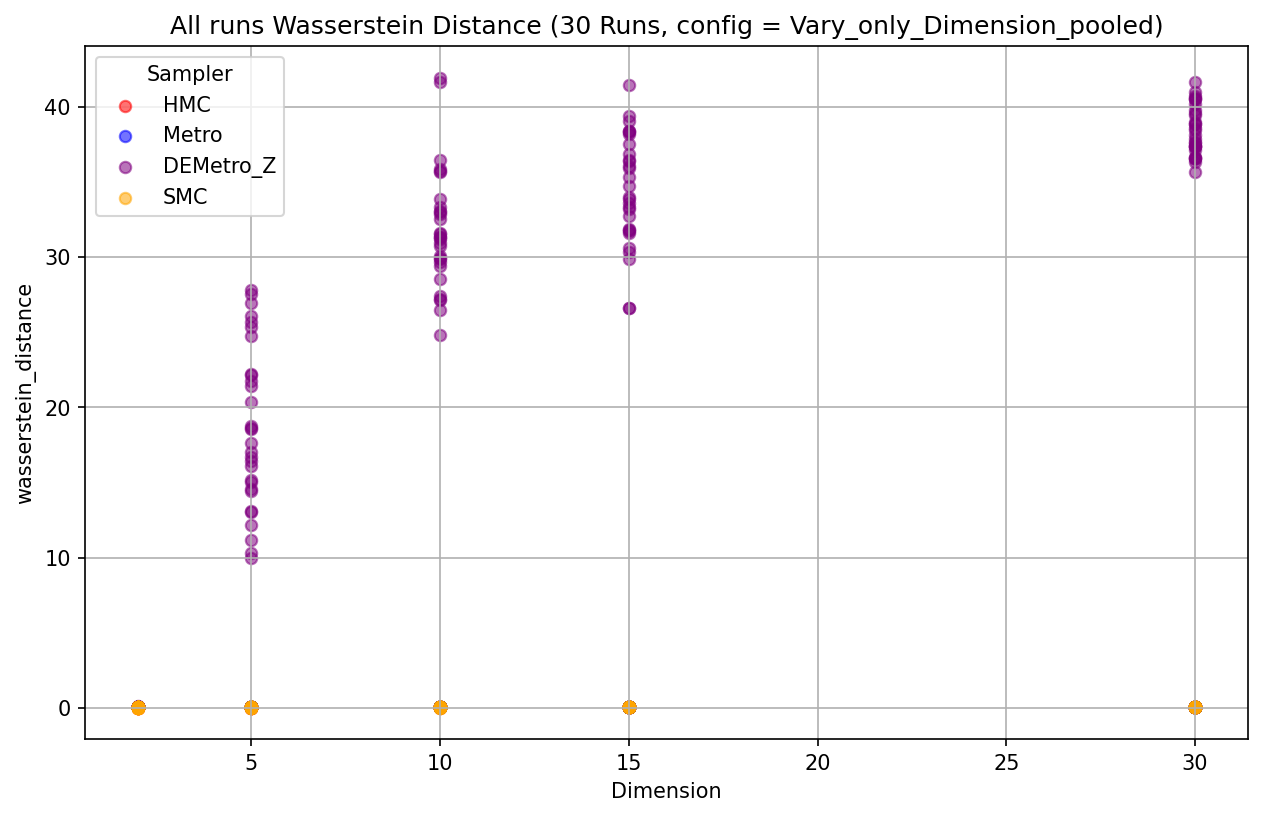 All runs Wasserstein Distance (30 Runs, config = Vary_only_Dimension_pooled)
Sampler
HMC
Metro
DEMetro_Z
SMC
wasserstein_distance
40
30
20
10
0
5 10 15 20 25 30
Dimension